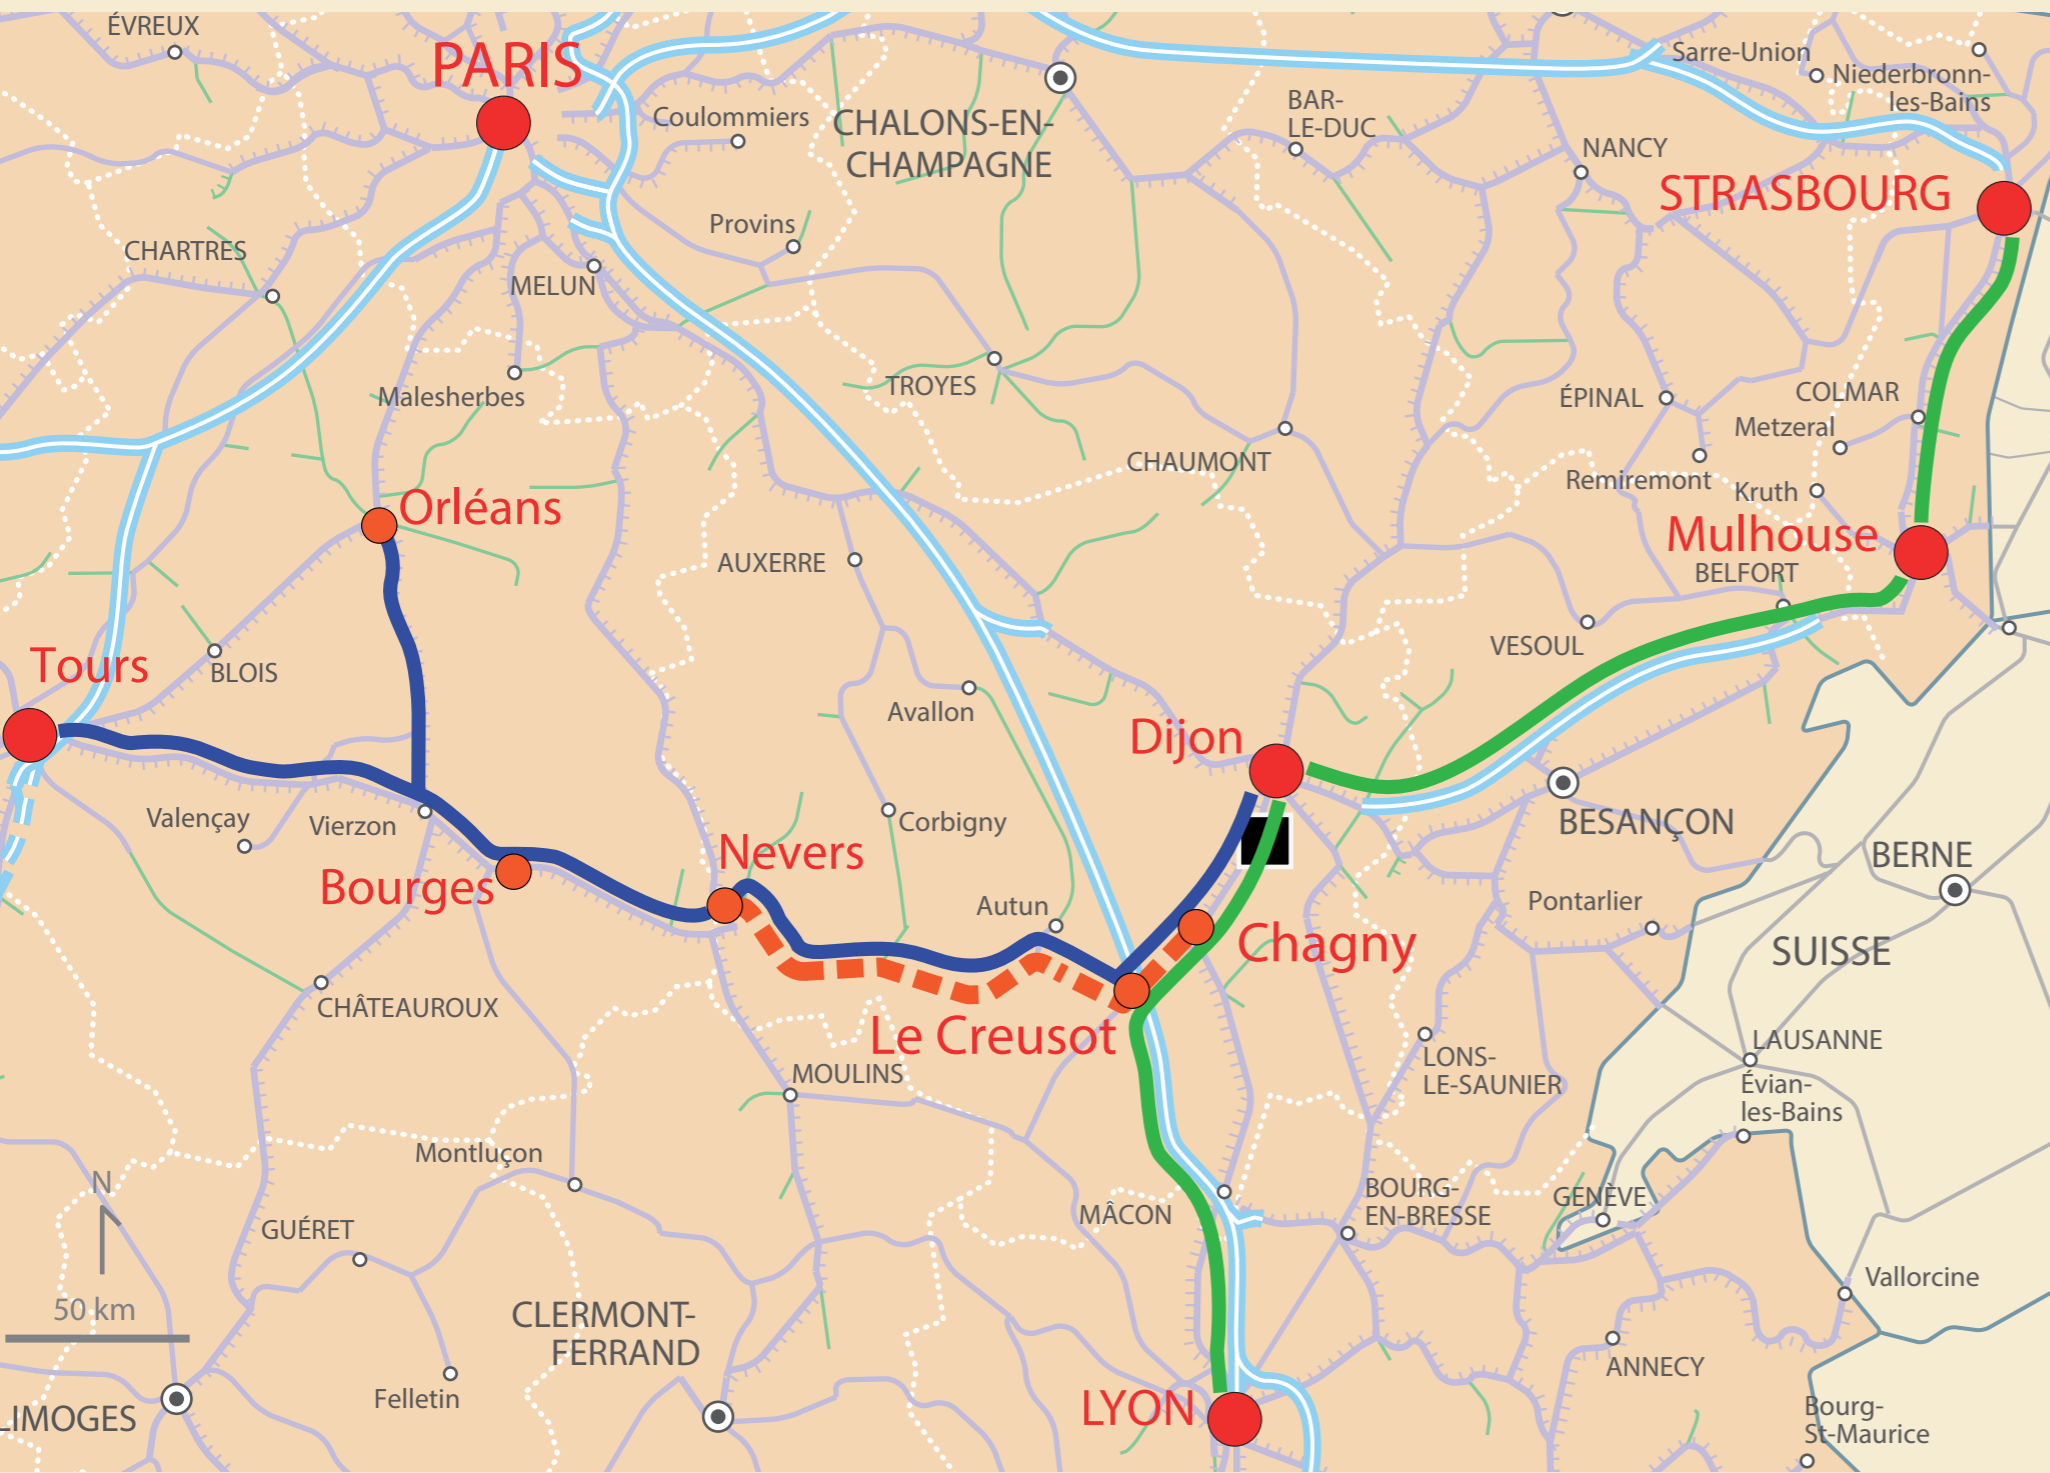 ÉVREUX
PARIS
Coulommiers
CHALONS-EN-
CHAMPAGNE
BAR-
LE-DUC
NANCY
Sarre-Union
Niederbronn-
les-Bains
STRASBOURG
CHARTRES
MELUN
Provins
Malesherbes
TROYES
CHAUMONT
ÉPINAL
COLMAR
Metzeral
Remiremont
Kruth
Mulhouse
BELFORT
Orléans
AUXERRE
VESOUL
Tours
BLOIS
Avallon
Dijon
Valençay
Vierzon
Corbigny
BESANÇON
BERNE
Bourges
Nevers
Autun
Chagny
Pontarlier
SUISSE
CHÂTEAUROUX
Le Creusot
LONS-
LE-SAUNIER
LAUSANNE
Évian-
les-Bains
MOULINS
Montluçon
N
50 km
GUÉRET
MÂCON
BOURG-
EN-BRESSE
GENÈVE
Vallorcine
CLERMONT-
FERRAND
ANNECY
Felletin
LIMOGES
LYON
Bourg-
St-Maurice